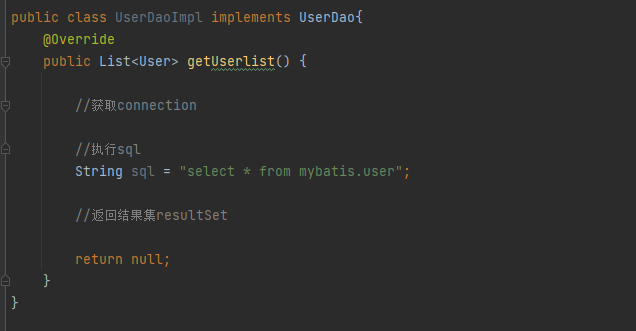 public class UserDaoImpl implements UserDao{
@Override
public List<User> getUserlist() {
//获取connection
//执行sql
String sql = "select * from mybatis.user";
//返回结果集resultSet
return null;
}
}